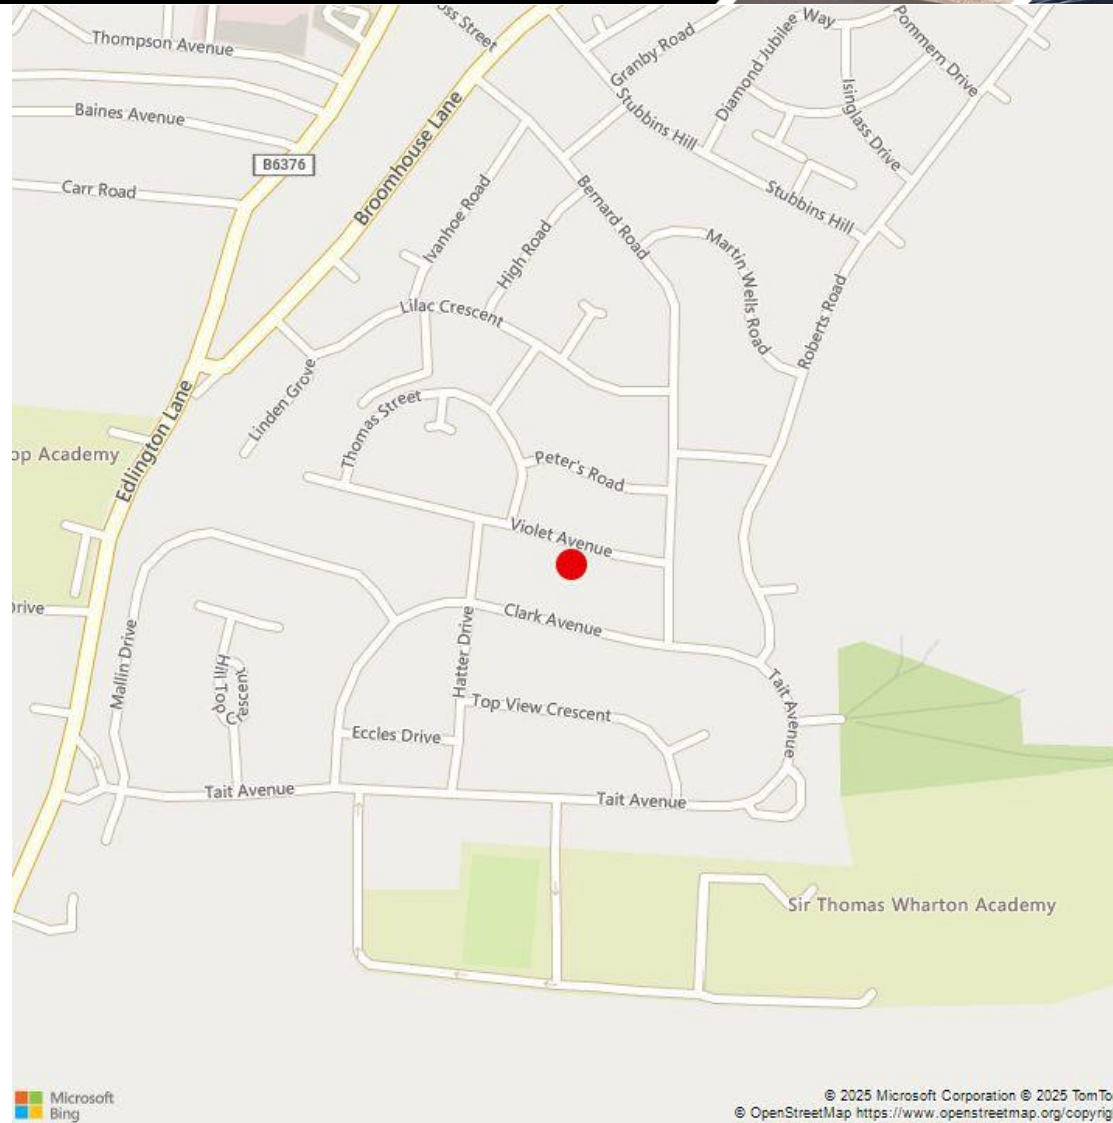 Thompson Avenue
Baines Avenue
B6376
Carr Road
Street
Broomhouse Lane
Granby Road
Diamond Jubilee Way
Pommern Drive
Stubbins Hill
Isinglass Drive
Stubbins Hill
Ivanhoe Road
High Road
Bernard Road
Martin Wells Road
Roberts Road
Lilac Crescent
Linden Grove
Thomas Street
Edlington Lane
op Academy
Peter's Road
Violet Avenue
Clark Avenue
Drive
Mallin Drive
Hill Top
Crescent
Hatter Drive
Top View Crescent
Eccles Drive
Tait Avenue
Tait Avenue
Tait Avenue
Sir Thomas Wharton Academy
Microsoft
Bing
© 2025 Microsoft Corporation © 2025 TomTo
© OpenStreetMap https://www.openstreetmap.org/copyrig